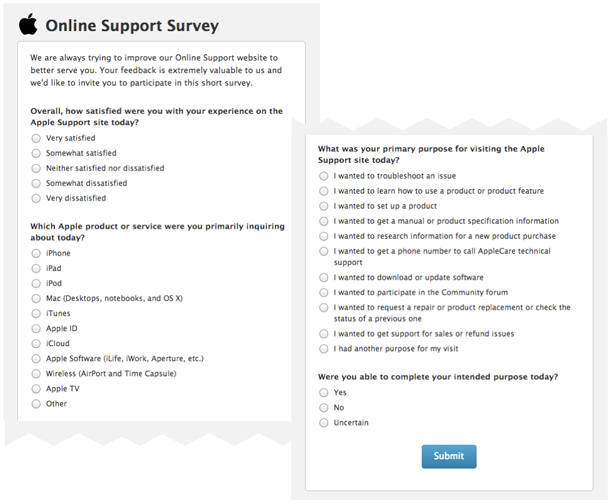 Online Support Survey
We are always trying to improve our Online Support website to
better serve you. Your feedback is extremely valuable to us and
we'd like to invite you to participate in this short survey.
Overall, how satisfied were you with your experience on the
Apple Support site today?
Very satisfied
Somewhat satisfied
Neither satisfied nor dissatisfied
Somewhat dissatisfied
Very dissatisfied
Which Apple product or service were you primarily inquiring
about today?
iPhone
iPad
iPod
Mac (Desktops, notebooks, and OS X)
iTunes
Apple ID
iCloud
Apple Software (iLife, iWork, Aperture, etc.)
Wireless (AirPort and Time Capsule)
Apple TV
Other
What was your primary purpose for visiting the Apple
Support site today?
I wanted to troubleshoot an issue
I wanted to learn how to use a product or product feature
I wanted to set up a product
I wanted to get a manual or product specification information
I wanted to research information for a new product purchase
I wanted to get a phone number to call AppleCare technical
support
I wanted to download or update software
I wanted to participate in the Community forum
I wanted to request a repair or product replacement or check the
status of a previous one
I wanted to get support for sales or refund issues
I had another purpose for my visit
Were you able to complete your intended purpose today?
Yes
No
Uncertain
Submit